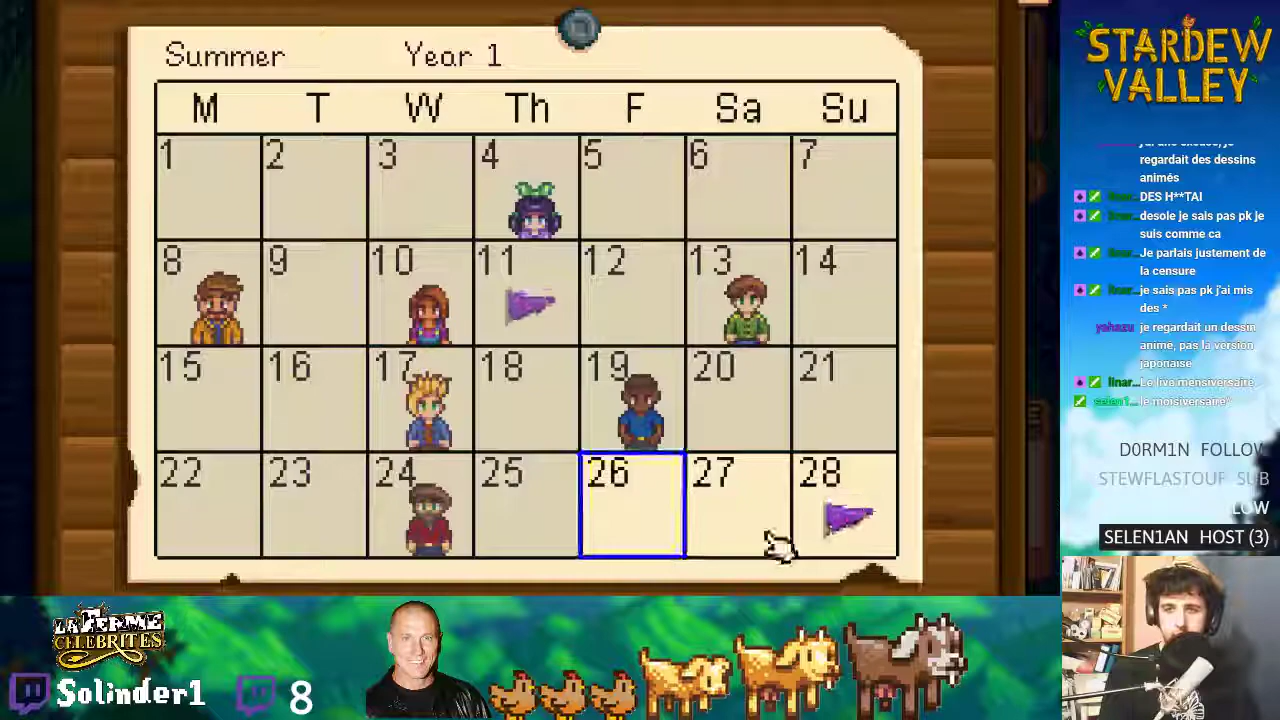 Summer Year 1
M T W Th F Sa Su
1 2 3 4 5 6 7
8 9 10 11 12 13 14
15 16 17 18 19 20 21
22 23 24 25 26 27 28
STARDEW
VALLEY
regardait des dessins
animés
DES H**TAI
desole je sais pas pk je
suis comme ca
Je parlais justement de
la censure
je sais pas pk j'ai mis
des *
yahazu je regardait un dessin
animé, pas la version
japonaise
linar... Le live mensiversaire
selen1... le moisiversaire*
D0RM1N FOLLOW
STEWFLASTOUF SUB
LOW
SELEN1AN HOST (3)
LA FERME
CELEBRITES
Solinder1 8